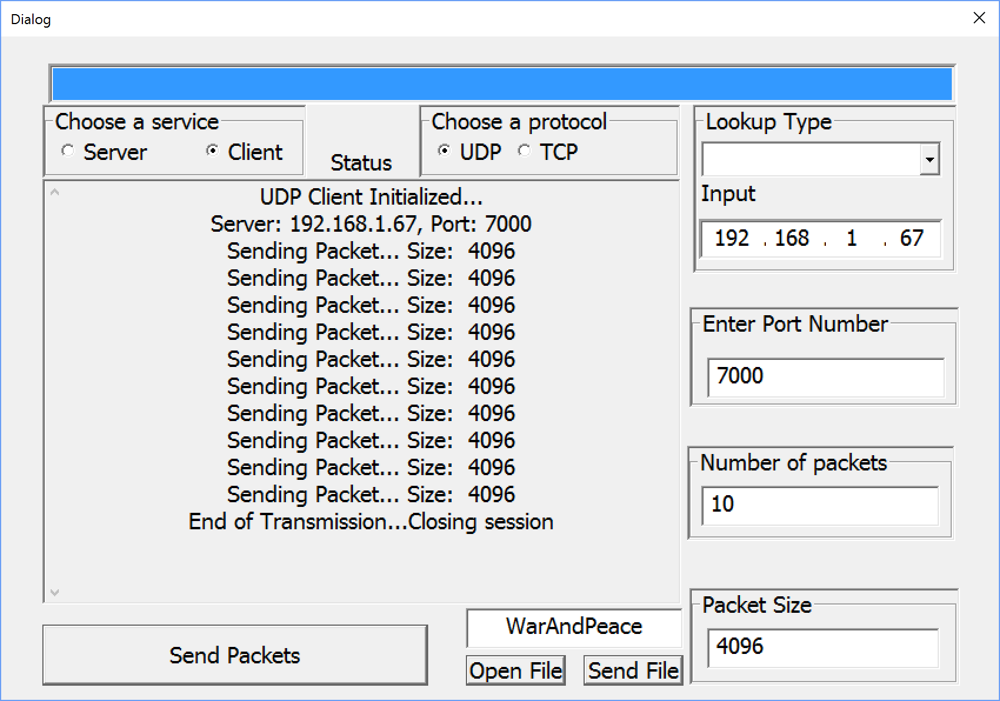 Dialog
Choose a service
Server Client
Status
Choose a protocol
UDP TCP
Lookup Type
Input
192 . 168 . 1 . 67
UDP Client Initialized...
Server: 192.168.1.67, Port: 7000
Sending Packet... Size: 4096
Sending Packet... Size: 4096
Sending Packet... Size: 4096
Sending Packet... Size: 4096
Sending Packet... Size: 4096
Sending Packet... Size: 4096
Sending Packet... Size: 4096
Sending Packet... Size: 4096
Sending Packet... Size: 4096
Sending Packet... Size: 4096
End of Transmission...Closing session
Enter Port Number
7000
Number of packets
10
Packet Size
4096
Send Packets
WarAndPeace
Open File
Send File